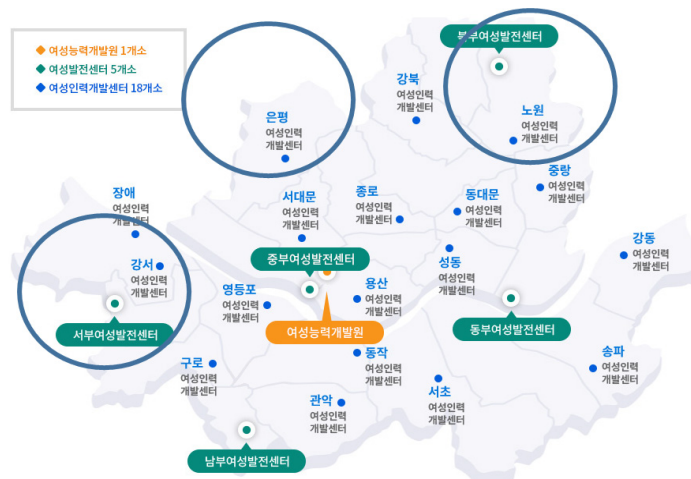 여성능력개발원 1개소
여성발전센터 5개소
여성인력개발센터 18개소
북부여성발전센터
강북
여성인력
개발센터
노원
여성인력
개발센터
은평
여성인력
개발센터
중랑
여성인력
개발센터
장애
여성인력
개발센터
서대문
여성인력
개발센터
종로
여성인력
개발센터
동대문
여성인력
개발센터
강동
여성인력
개발센터
강서
여성인력
개발센터
중부여성발전센터
성동
여성인력
개발센터
영등포
여성인력
개발센터
용산
여성인력
개발센터
서부여성발전센터
여성능력개발원
동부여성발전센터
구로
여성인력
개발센터
동작
여성인력
개발센터
송파
여성인력
개발센터
관악
여성인력
개발센터
서초
여성인력
개발센터
남부여성발전센터